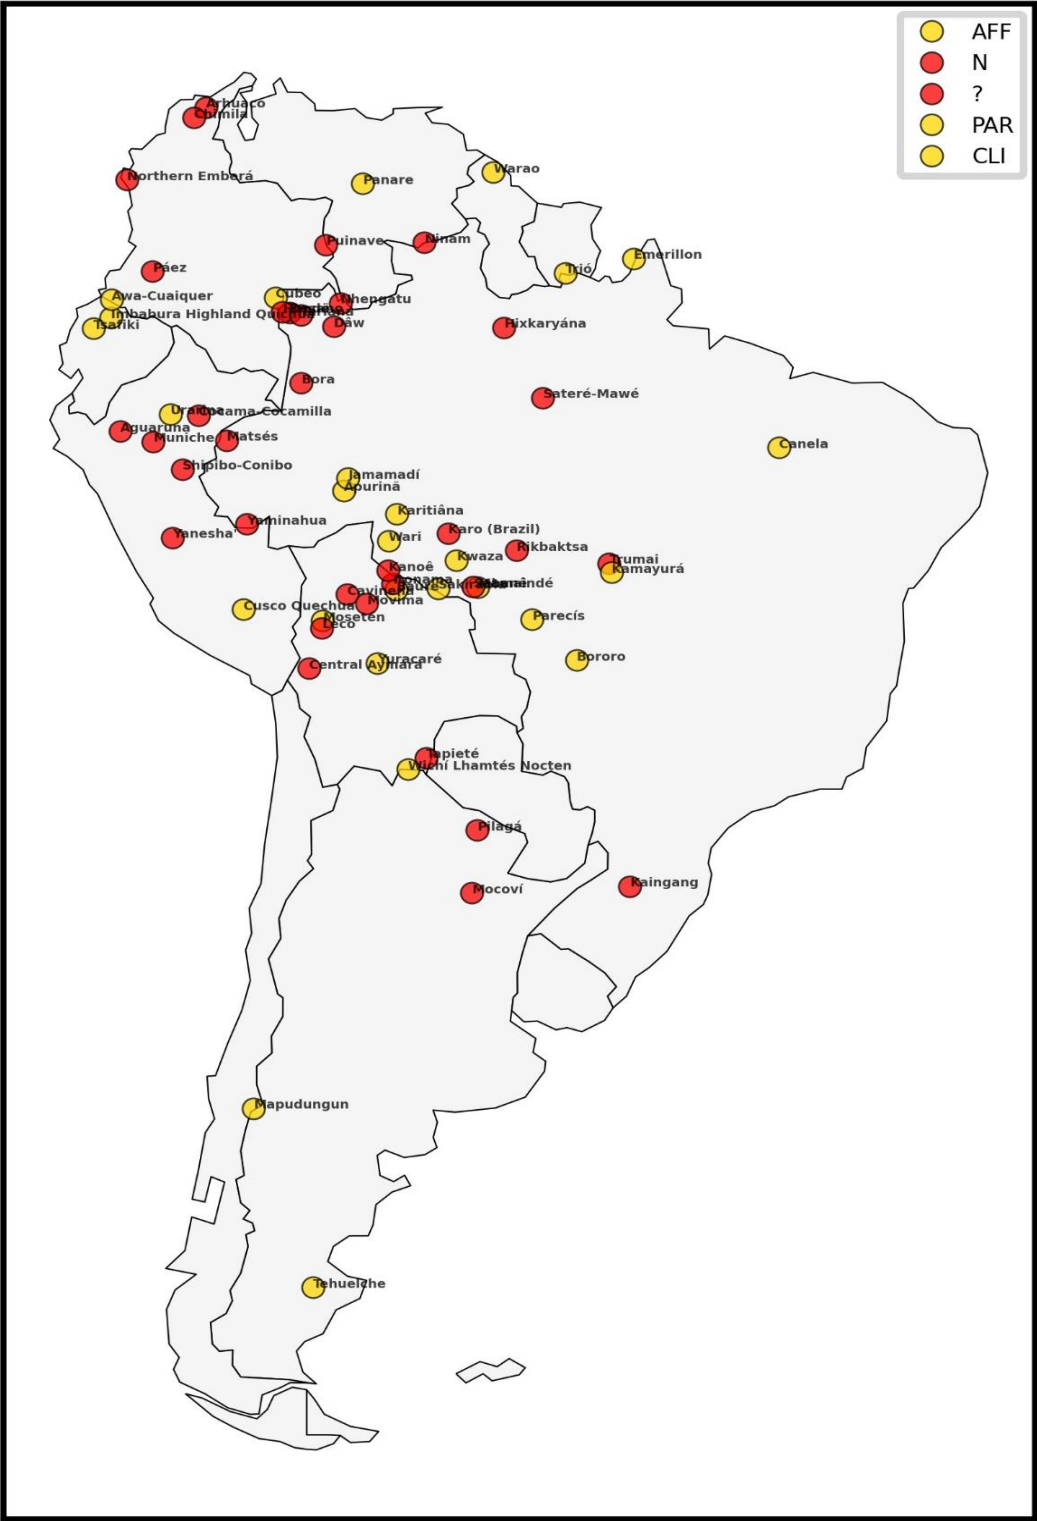 AFF
N
?
PAR
CLI
Arhuaco
Chimila
Northern Emberá
Panare
Warao
Puinave
Ninam
Emerillon
Páez
Trió
Awa-Cuaiquer
Cubeo
Nhengatu
Imbabura Highland Quichua
Tsafiki
Dâw
Hixkaryána
Bora
Sateré-Mawé
Urarina
Cocama-Cocamilla
Aguaruna
Muniche
Matsés
Canela
Shipibo-Conibo
Jamamadí
Apurinã
Karitiâna
Yaminahua
Yanesha'
Wari
Karo (Brazil)
Rikbaktsa
Kwaza
Trumai
Kanoê
Kamayurá
Baure
Cavineña
Movima
Cusco Quechua
Mosetén
Leco
Parecís
Bororo
Yuracaré
Central Aymara
Tapieté
Wichí Lhamtés Nocten
Pilagá
Kaingang
Mocoví
Mapudungun
Tehuelche